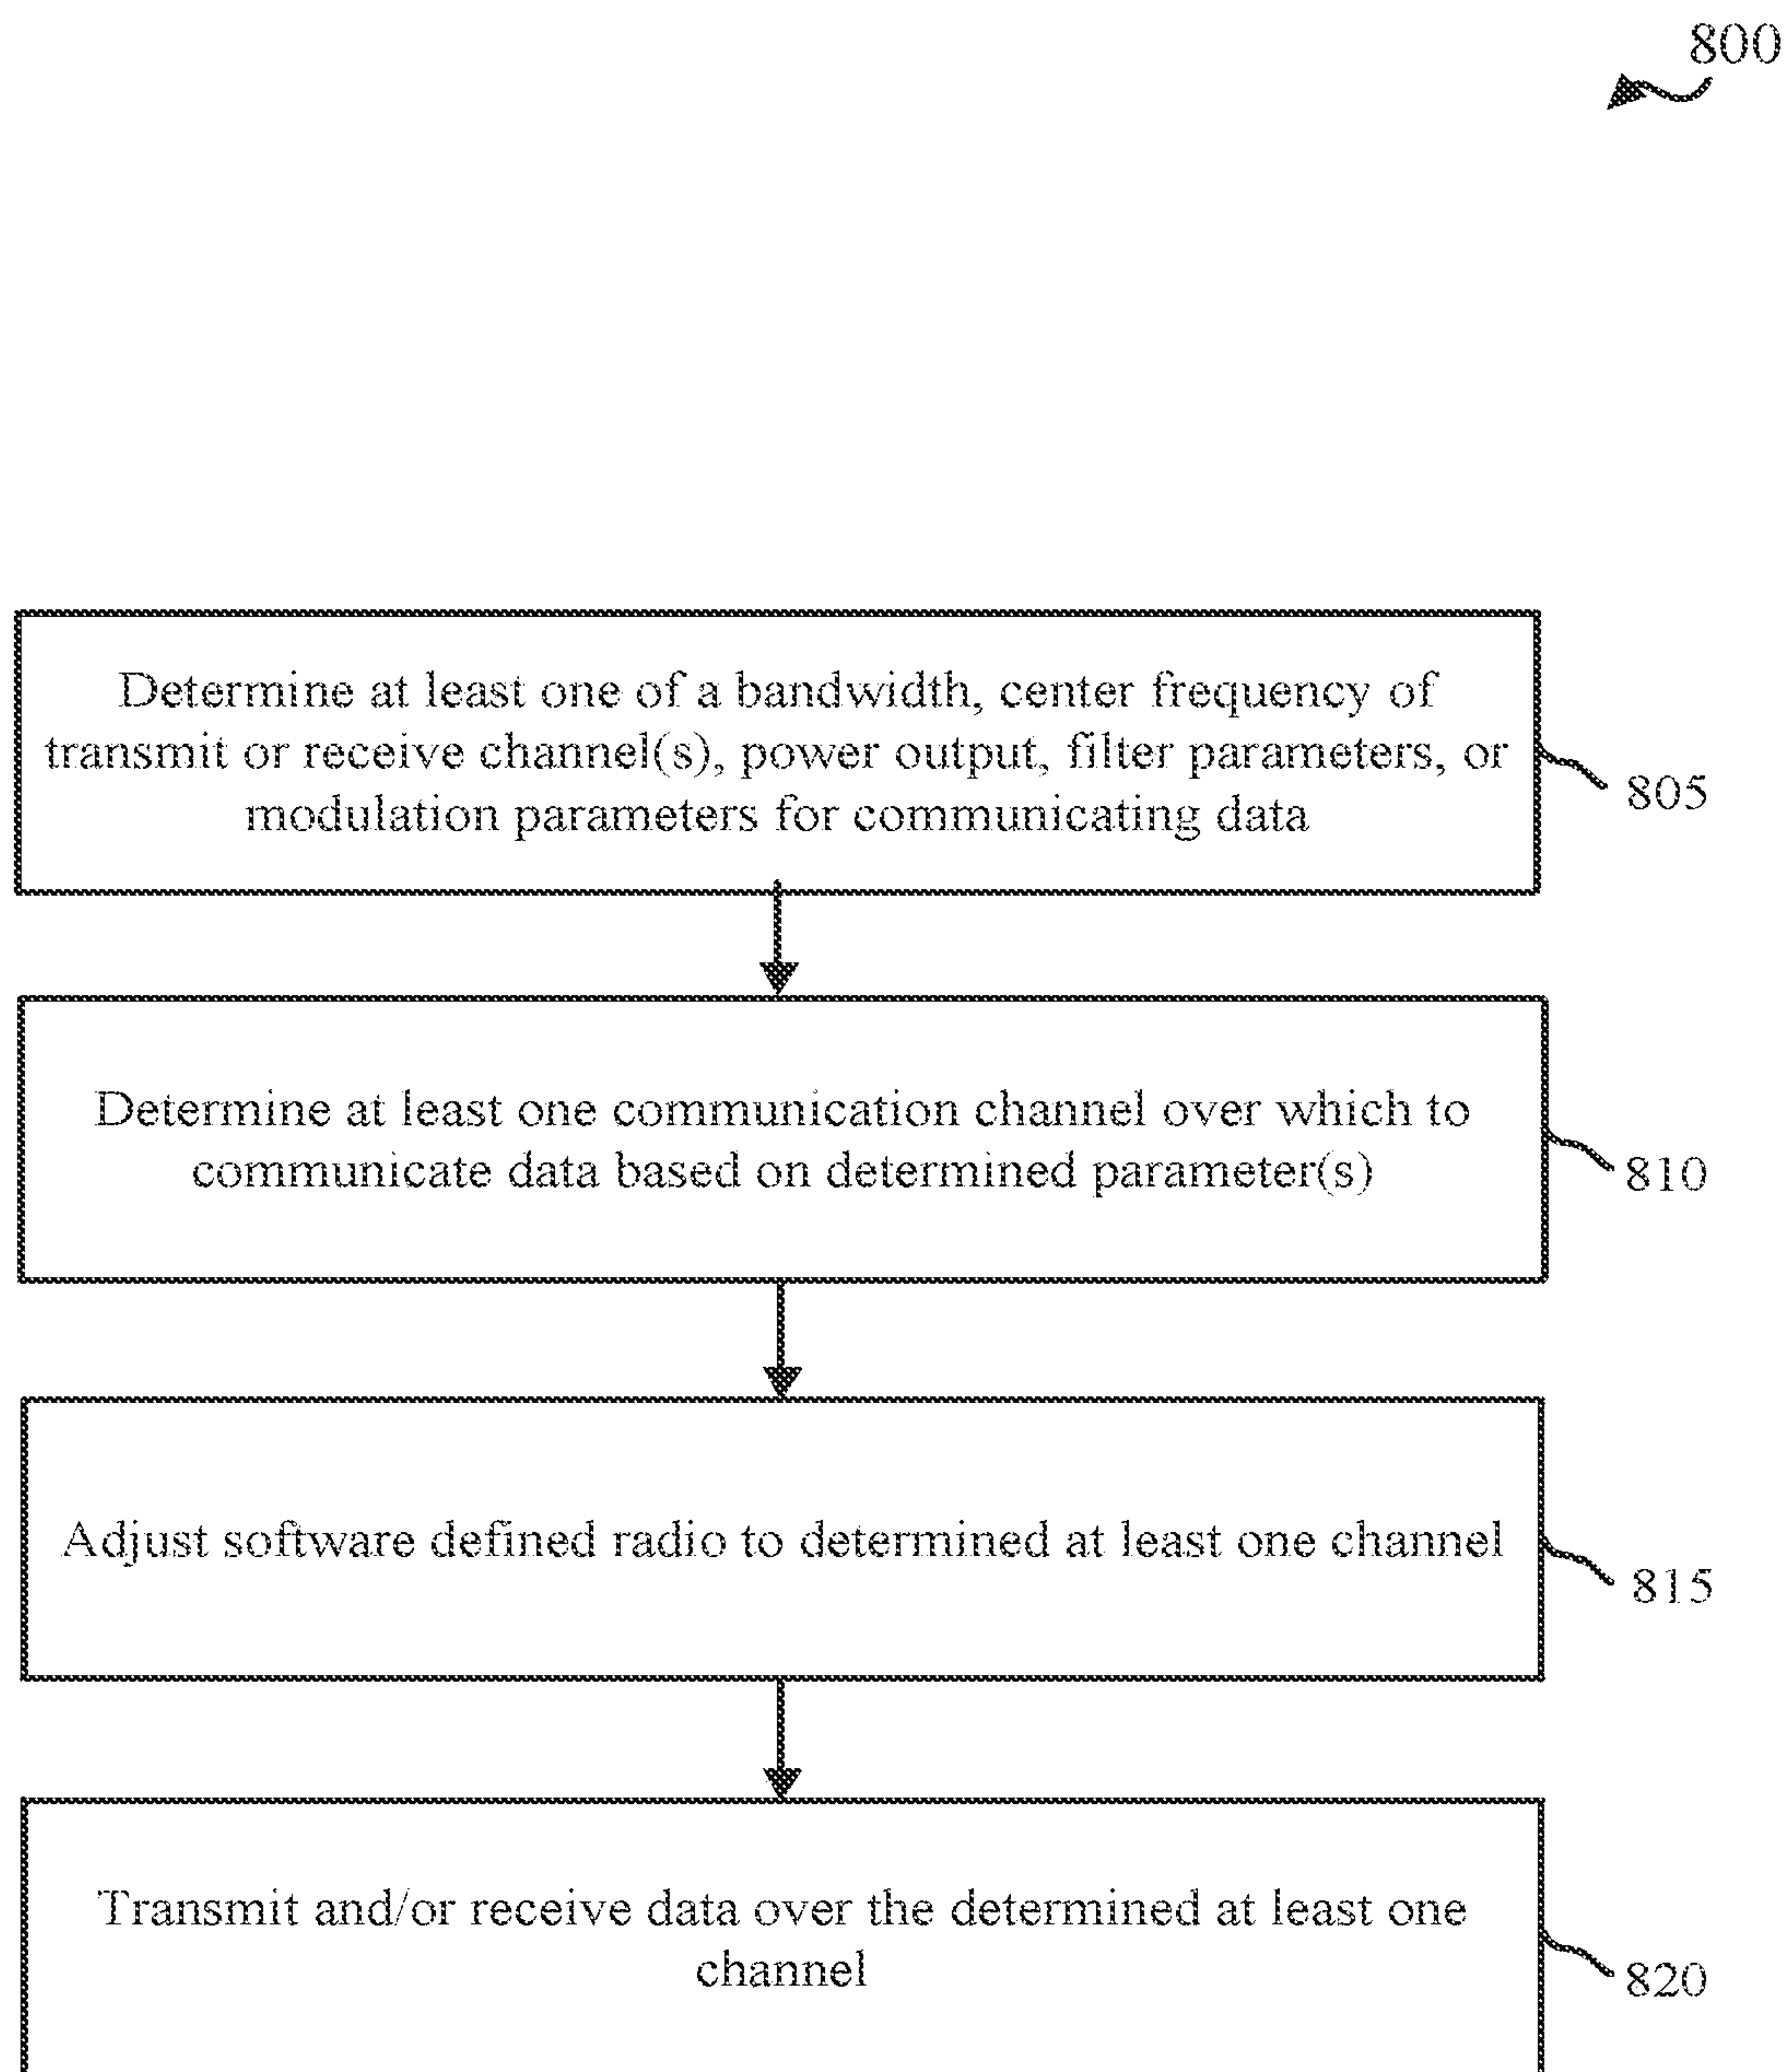 800
Determine at least one of a bandwidth, center frequency of
transmit or receive channel(s), power output, filter parameters, or
modulation parameters for communicating data
805
Determine at least one communication channel over which to
communicate data based on determined parameter(s)
810
Adjust software defined radio to determined at least one channel
815
Transmit and/or receive data over the determined at least one
channel
820